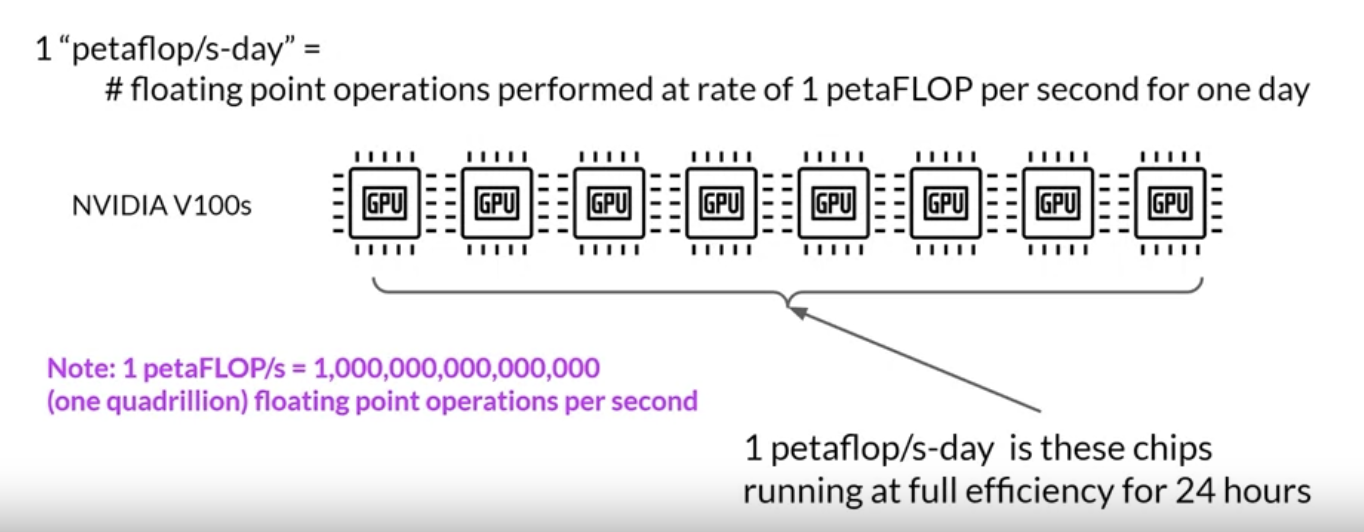 1 “petaflop/s-day” =
# floating point operations performed at rate of 1 petaFLOP per second for one day
NVIDIA V100s
GPU GPU GPU GPU GPU GPU GPU GPU
Note: 1 petaFLOP/s = 1,000,000,000,000,000
(one quadrillion) floating point operations per second
1 petaflop/s-day is these chips
running at full efficiency for 24 hours